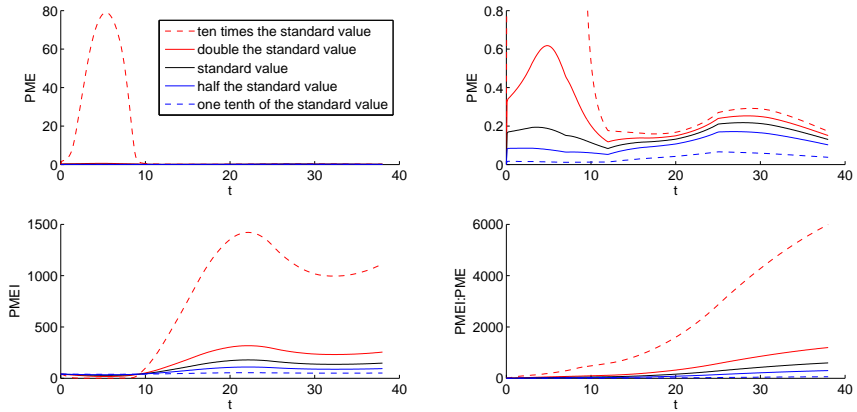 80
60
40
20
0
PME
0
10
20
30
40
t
ten times the standard value
double the standard value
standard value
half the standard value
one tenth of the standard value
0.8
0.6
0.4
0.2
0
PME
0
10
20
30
40
t
1500
1000
500
0
PMEI
0
10
20
30
40
t
6000
4000
2000
0
PMEI:PME
0
10
20
30
40
t